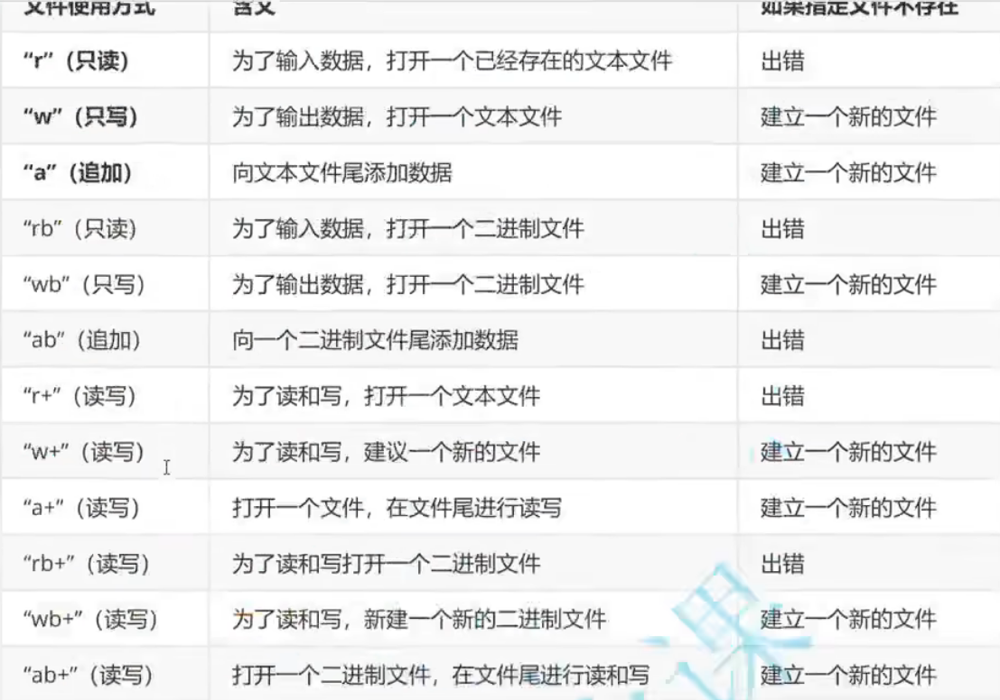 文件使用方式 含义 如果指定文件不存在
“r”（只读） 为了输入数据，打开一个已经存在的文本文件 出错
“w”（只写） 为了输出数据，打开一个文本文件 建立一个新的文件
“a”（追加） 向文本文件尾添加数据 建立一个新的文件
“rb”（只读） 为了输入数据，打开一个二进制文件 出错
“wb”（只写） 为了输出数据，打开一个二进制文件 建立一个新的文件
“ab”（追加） 向一个二进制文件尾添加数据 出错
“r+”（读写） 为了读和写，打开一个文本文件 出错
“w+”（读写） 为了读和写，建议一个新的文件 建立一个新的文件
“a+”（读写） 打开一个文件，在文件尾进行读写 建立一个新的文件
“rb+”（读写） 为了读和写打开一个二进制文件 出错
“wb+”（读写） 为了读和写，新建一个新的二进制文件 建立一个新的文件
“ab+”（读写） 打开一个二进制文件，在文件尾进行读和写 建立一个新的文件
课